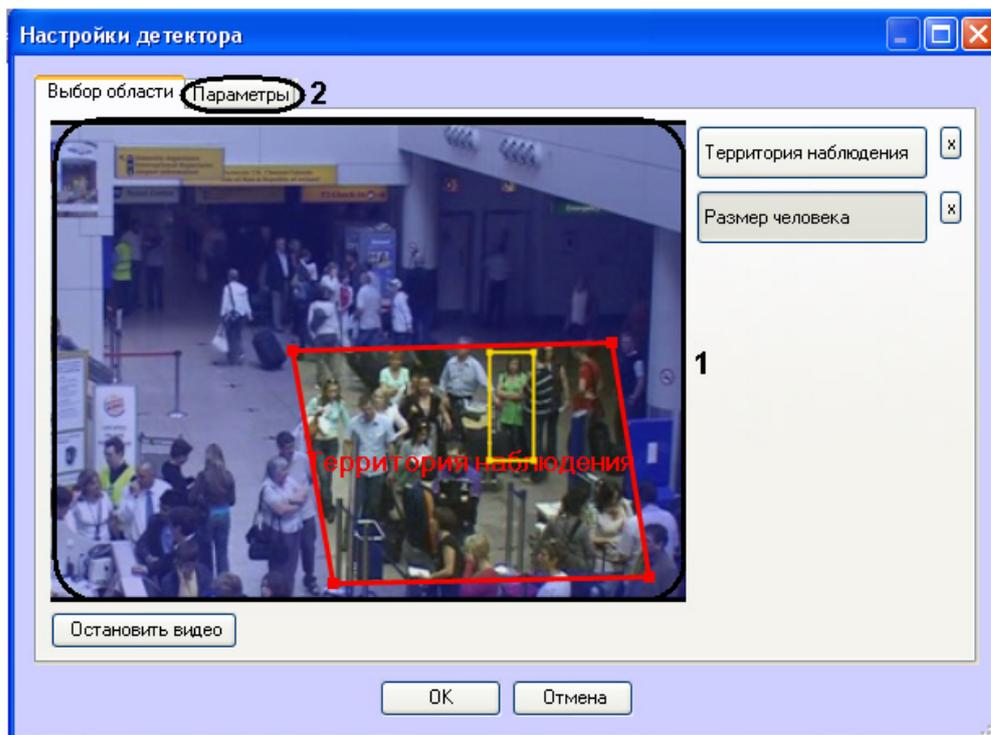 Настройки детектора
Выбор области
Параметры
2
Территория наблюдения
x
Размер человека
x
1
Территория наблюдения
Остановить видео
OK
Отмена